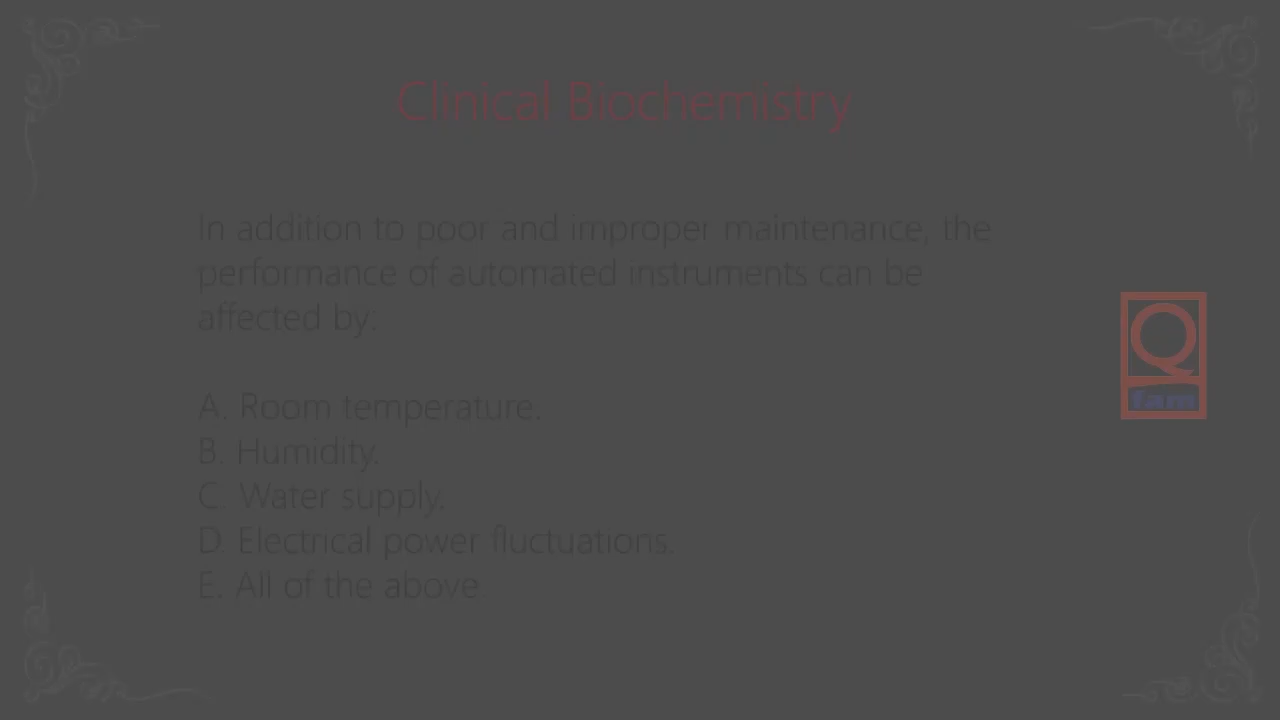 Clinical Biochemistry
In addition to poor and improper maintenance, the
performance of automated instruments can be
affected by:
A. Room temperature.
B. Humidity.
C. Water supply.
D. Electrical power fluctuations.
E. All of the above.
Q
fam